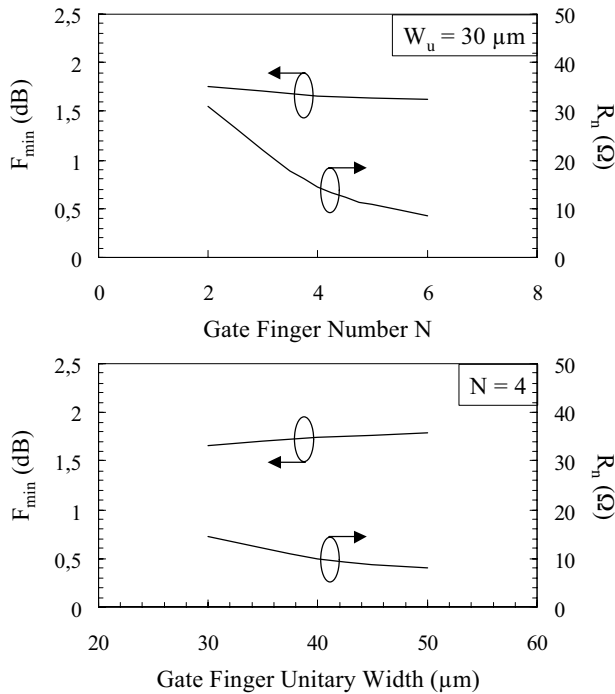 W_u = 30 µm
F_min (dB)
2,5
2
1,5
1
0,5
0
50
40
30
20
10
0
R_n (Ω)
0 2 4 6 8
Gate Finger Number N
N = 4
F_min (dB)
2,5
2
1,5
1
0,5
0
50
40
30
20
10
0
R_n (Ω)
20 30 40 50 60
Gate Finger Unitary Width (µm)